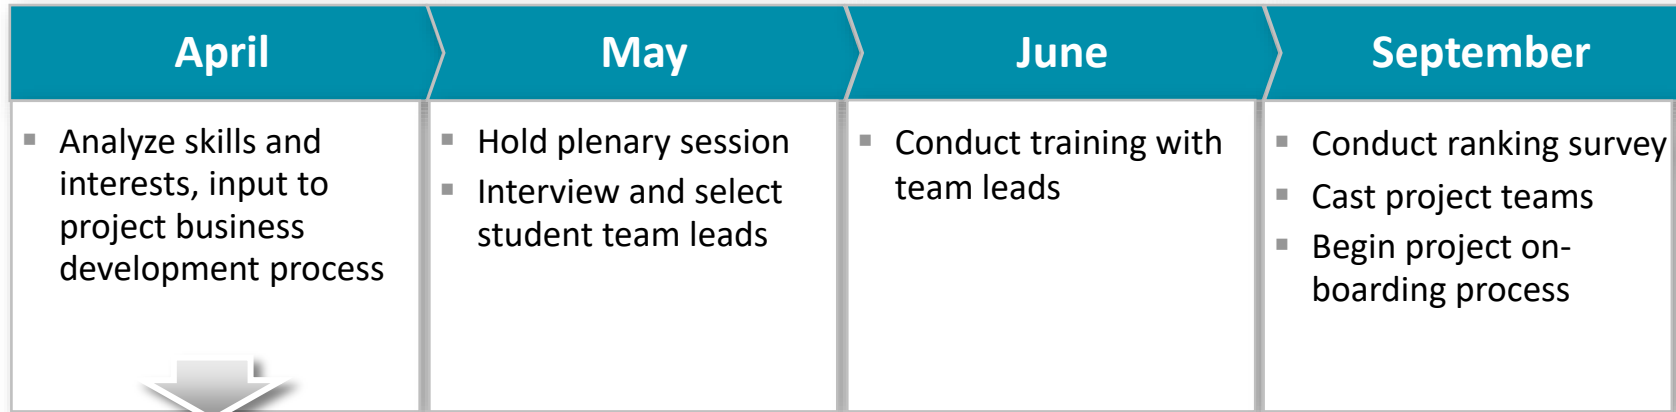 April
May
June
September
▪ Analyze skills and
interests, input to
project business
development process
▪ Hold plenary session
▪ Interview and select
student team leads
▪ Conduct training with
team leads
▪ Conduct ranking survey
▪ Cast project teams
▪ Begin project on-
boarding process